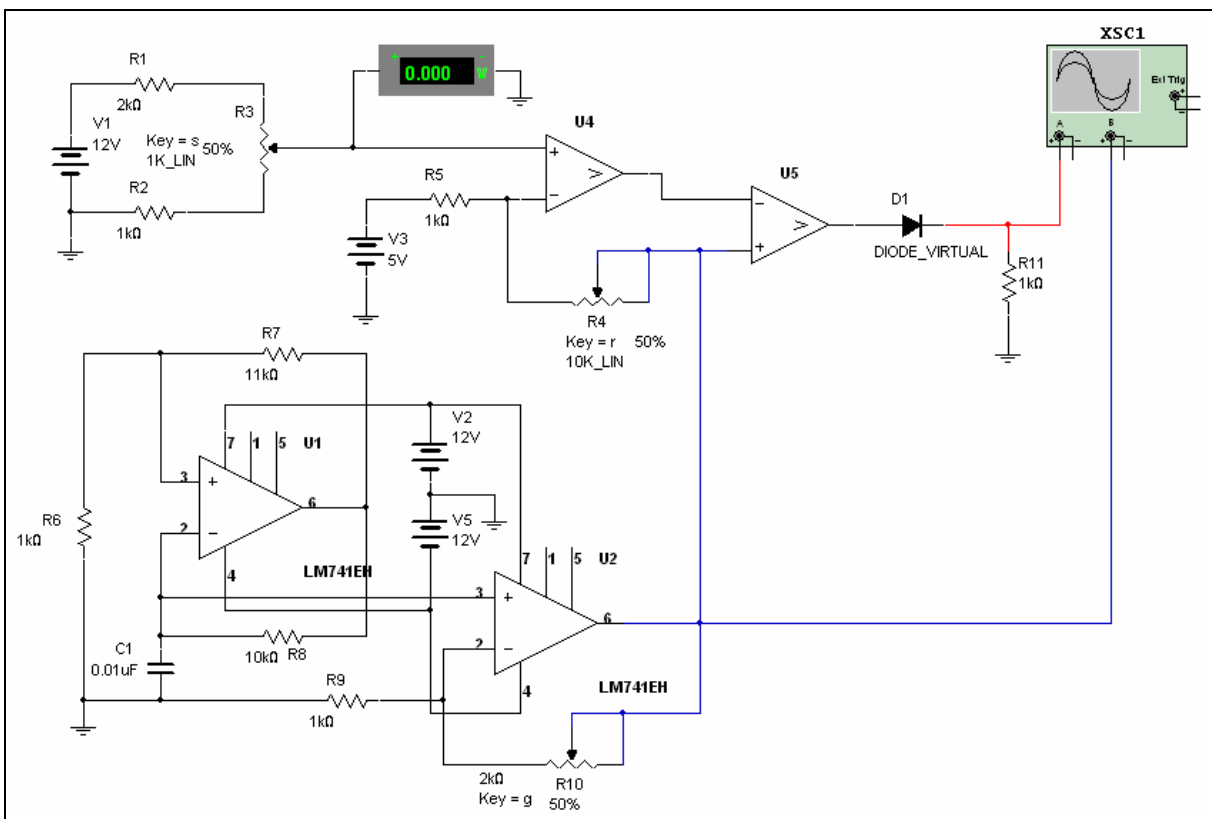 XSC1
R1
2kΩ
V1
12V
R3
Key = s 50%
1K_LIN
R2
1kΩ
+ -
0.000 W
Ext Trig
+
-
A B
+ - + -
U4
+
-
>
R5
1kΩ
V3
5V
U5
-
+
>
D1
DIODE_VIRTUAL
R11
1kΩ
R4
Key = r 50%
10K_LIN
R7
11kΩ
V2
12V
7 1 5 U1
3 +
2 -
6
4
R6
1kΩ
V5
12V
LM741EH
7 1 5 U2
3 +
2 -
6
4
10kΩ R8
C1
0.01uF
R9
1kΩ
LM741EH
2kΩ
R10
Key = g 50%